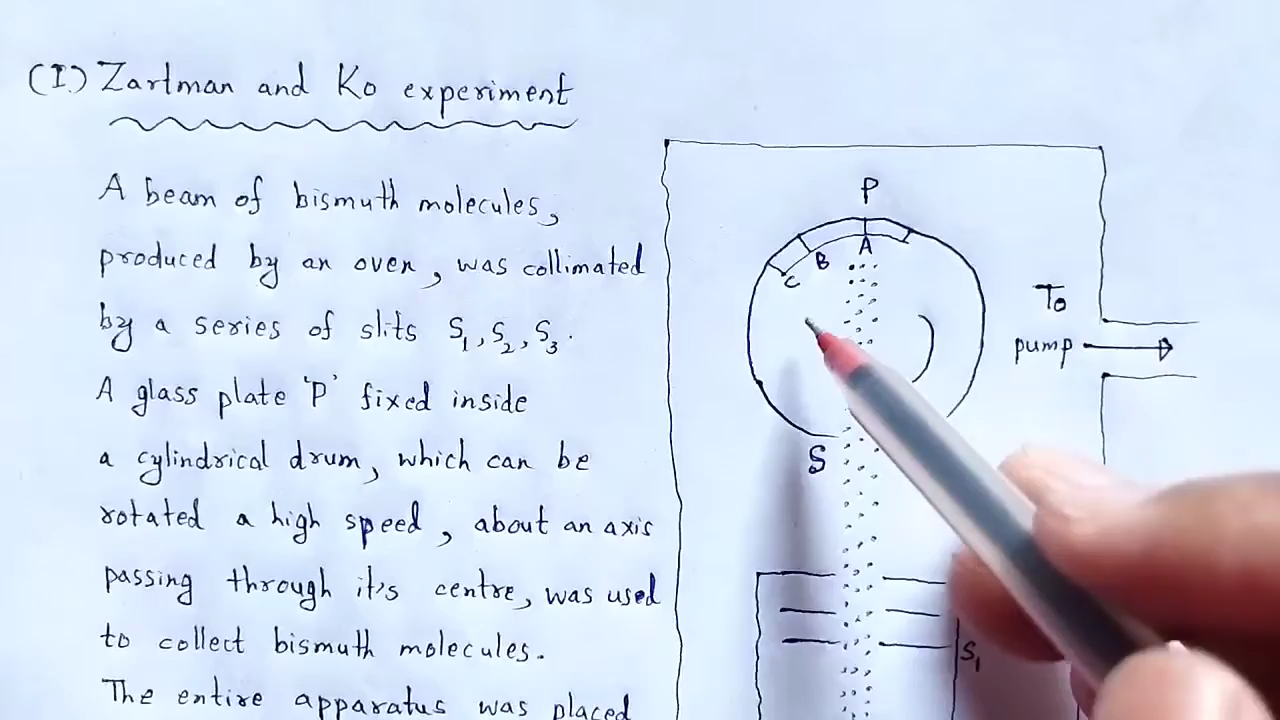 (I) Zartman and Ko experiment
A beam of bismuth molecules,
produced by an oven, was collimated
by a series of slits S₁, S₂, S₃.
A glass plate 'P' fixed inside
a cylindrical drum, which can be
rotated a high speed, about an axis
passing through it's centre, was used
to collect bismuth molecules.
The entire apparatus was placed
P
A
B
C
To
pump
S
S₁